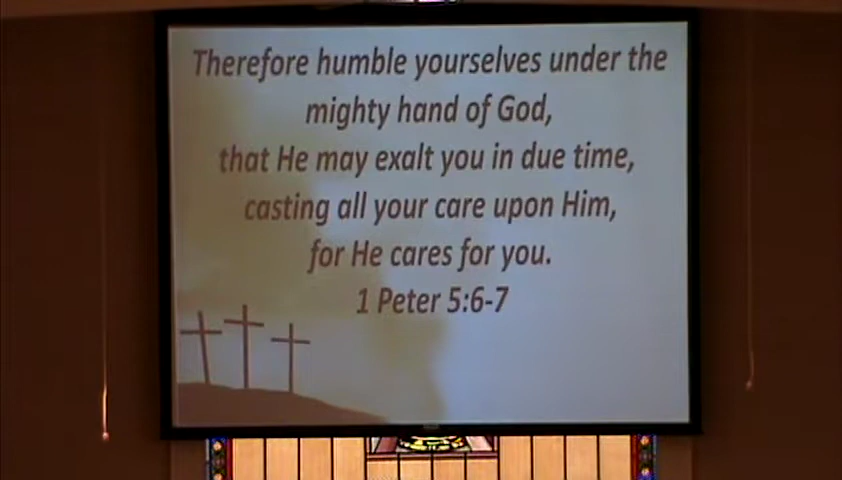 Therefore humble yourselves under the
mighty hand of God,
that He may exalt you in due time,
casting all your care upon Him,
for He cares for you.
1 Peter 5:6-7